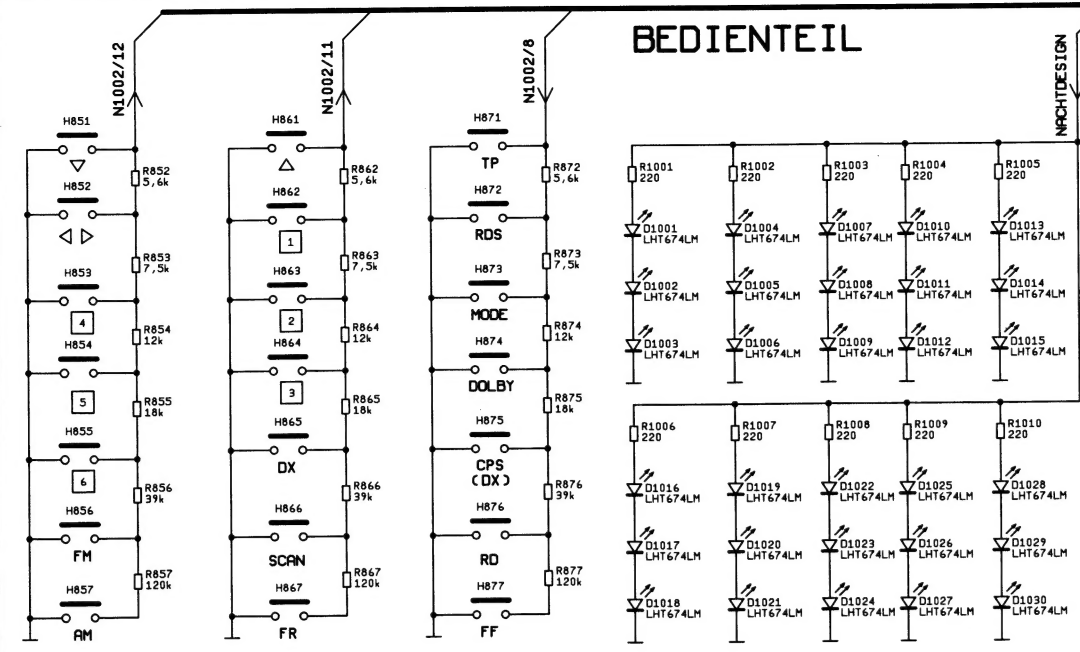 BEDIENTEIL
N1002/12
H851
R852
5,6k
H852
R853
7,5k
H853
4
R854
12k
H854
5
R855
18k
H855
6
R856
39k
H856
FM
R857
120k
H857
AM
N1002/11
H861
R862
5,6k
H862
1
R863
7,5k
H863
2
R864
12k
H864
3
R865
18k
H865
DX
R866
39k
H866
SCAN
R867
120k
H867
FR
N1002/8
H871
TP
R872
5,6k
H872
RDS
R873
7,5k
H873
MODE
R874
12k
H874
DOLBY
R875
18k
H875
CPS
(DX)
R876
39k
H876
RD
R877
120k
H877
FF
NACHTDESIGN
R1001
220
R1002
220
R1003
220
R1004
220
R1005
220
D1001
LHT674LM
D1004
LHT674LM
D1007
LHT674LM
D1010
LHT674LM
D1013
LHT674LM
D1002
LHT674LM
D1005
LHT674LM
D1008
LHT674LM
D1011
LHT674LM
D1014
LHT674LM
D1003
LHT674LM
D1006
LHT674LM
D1009
LHT674LM
D1012
LHT674LM
D1015
LHT674LM
R1006
220
R1007
220
R1008
220
R1009
220
R1010
220
D1016
LHT674LM
D1019
LHT674LM
D1022
LHT674LM
D1025
LHT674LM
D1028
LHT674LM
D1017
LHT674LM
D1020
LHT674LM
D1023
LHT674LM
D1026
LHT674LM
D1029
LHT674LM
D1018
LHT674LM
D1021
LHT674LM
D1024
LHT674LM
D1027
LHT674LM
D1030
LHT674LM